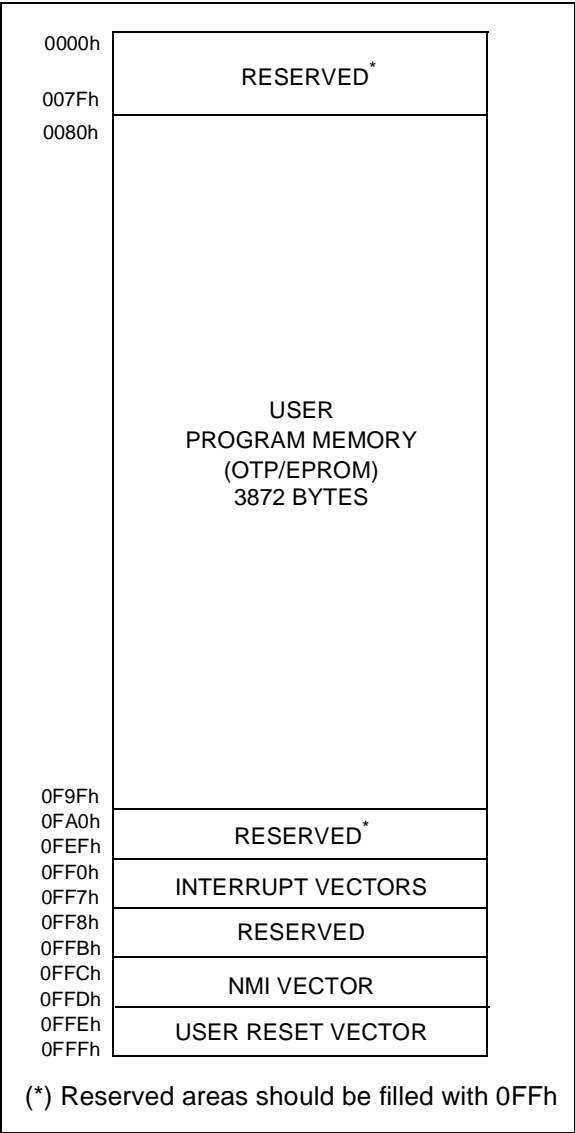 0000h
RESERVED*
007Fh
0080h
USER
PROGRAM MEMORY
(OTP/EPROM)
3872 BYTES
0F9Fh
0FA0h
RESERVED*
0FEFh
0FF0h
INTERRUPT VECTORS
0FF7h
0FF8h
RESERVED
0FFBh
0FFCh
NMI VECTOR
0FFDh
0FFEh
USER RESET VECTOR
0FFFh
(*) Reserved areas should be filled with 0FFh